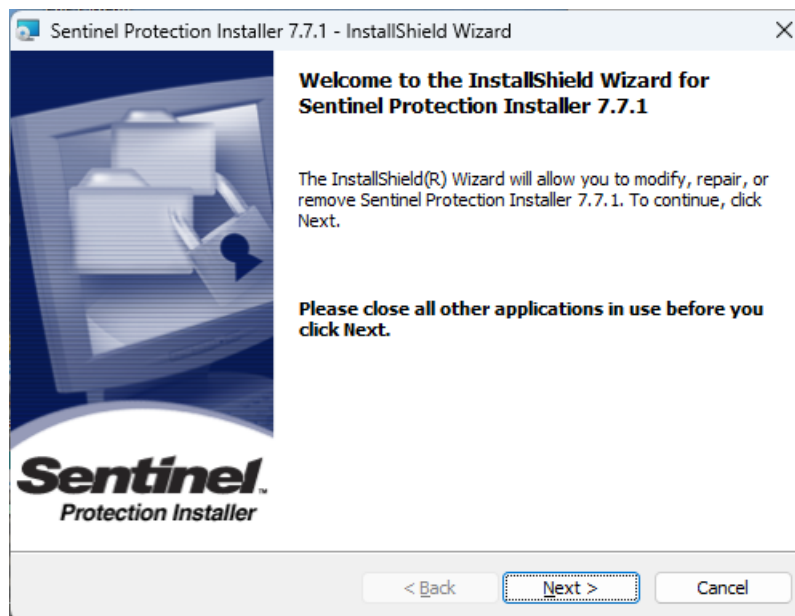 Sentinel Protection Installer 7.7.1 - InstallShield Wizard
Welcome to the InstallShield Wizard for
Sentinel Protection Installer 7.7.1
The InstallShield(R) Wizard will allow you to modify, repair, or
remove Sentinel Protection Installer 7.7.1. To continue, click
Next.
Please close all other applications in use before you
click Next.
Sentinel™
Protection Installer
< Back
Next >
Cancel